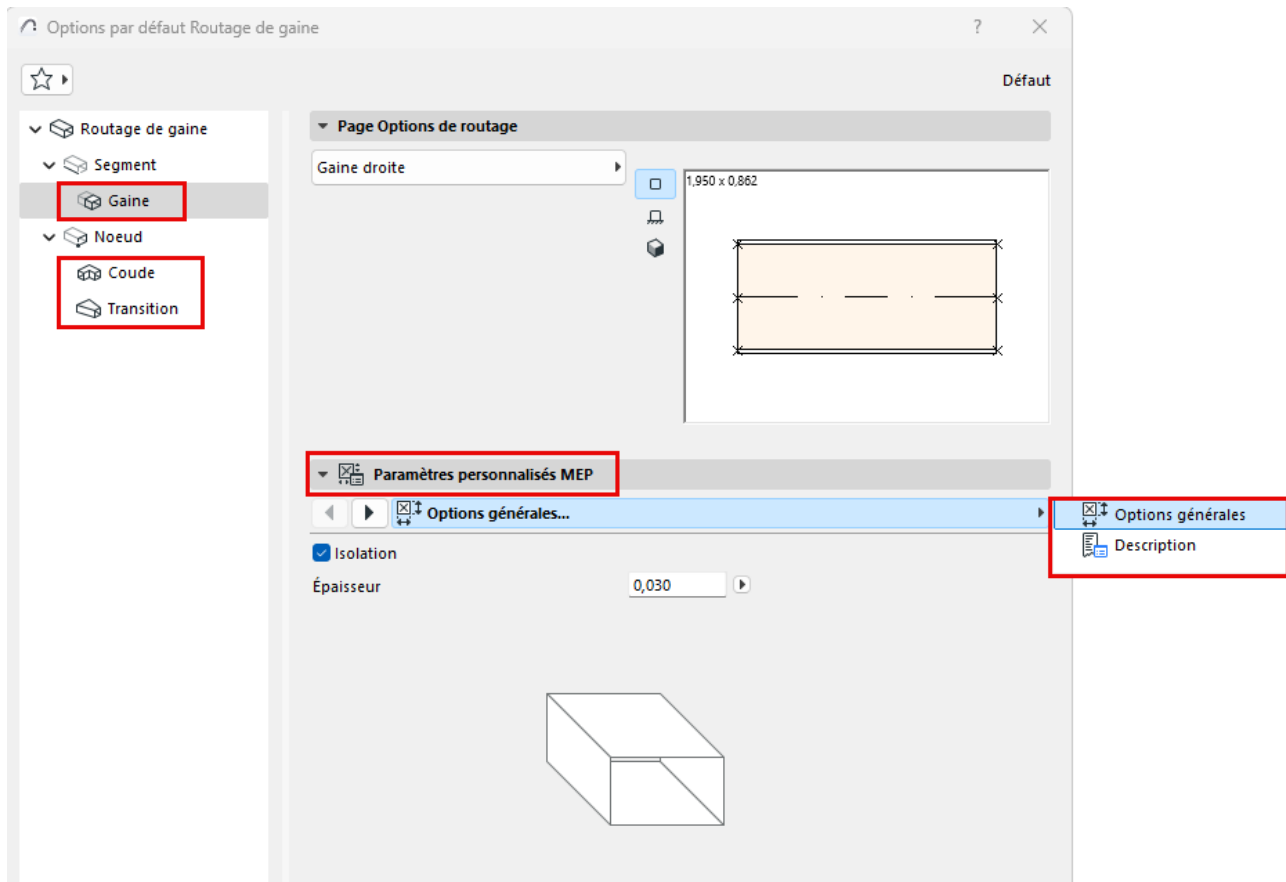 Options par défaut Routage de gaine
?
Défaut
Routage de gaine
Segment
Gaine
Noeud
Coude
Transition
Page Options de routage
Gaine droite
1,950 x 0,862
Paramètres personnalisés MEP
Options générales...
Options générales
Description
Isolation
Épaisseur
0,030